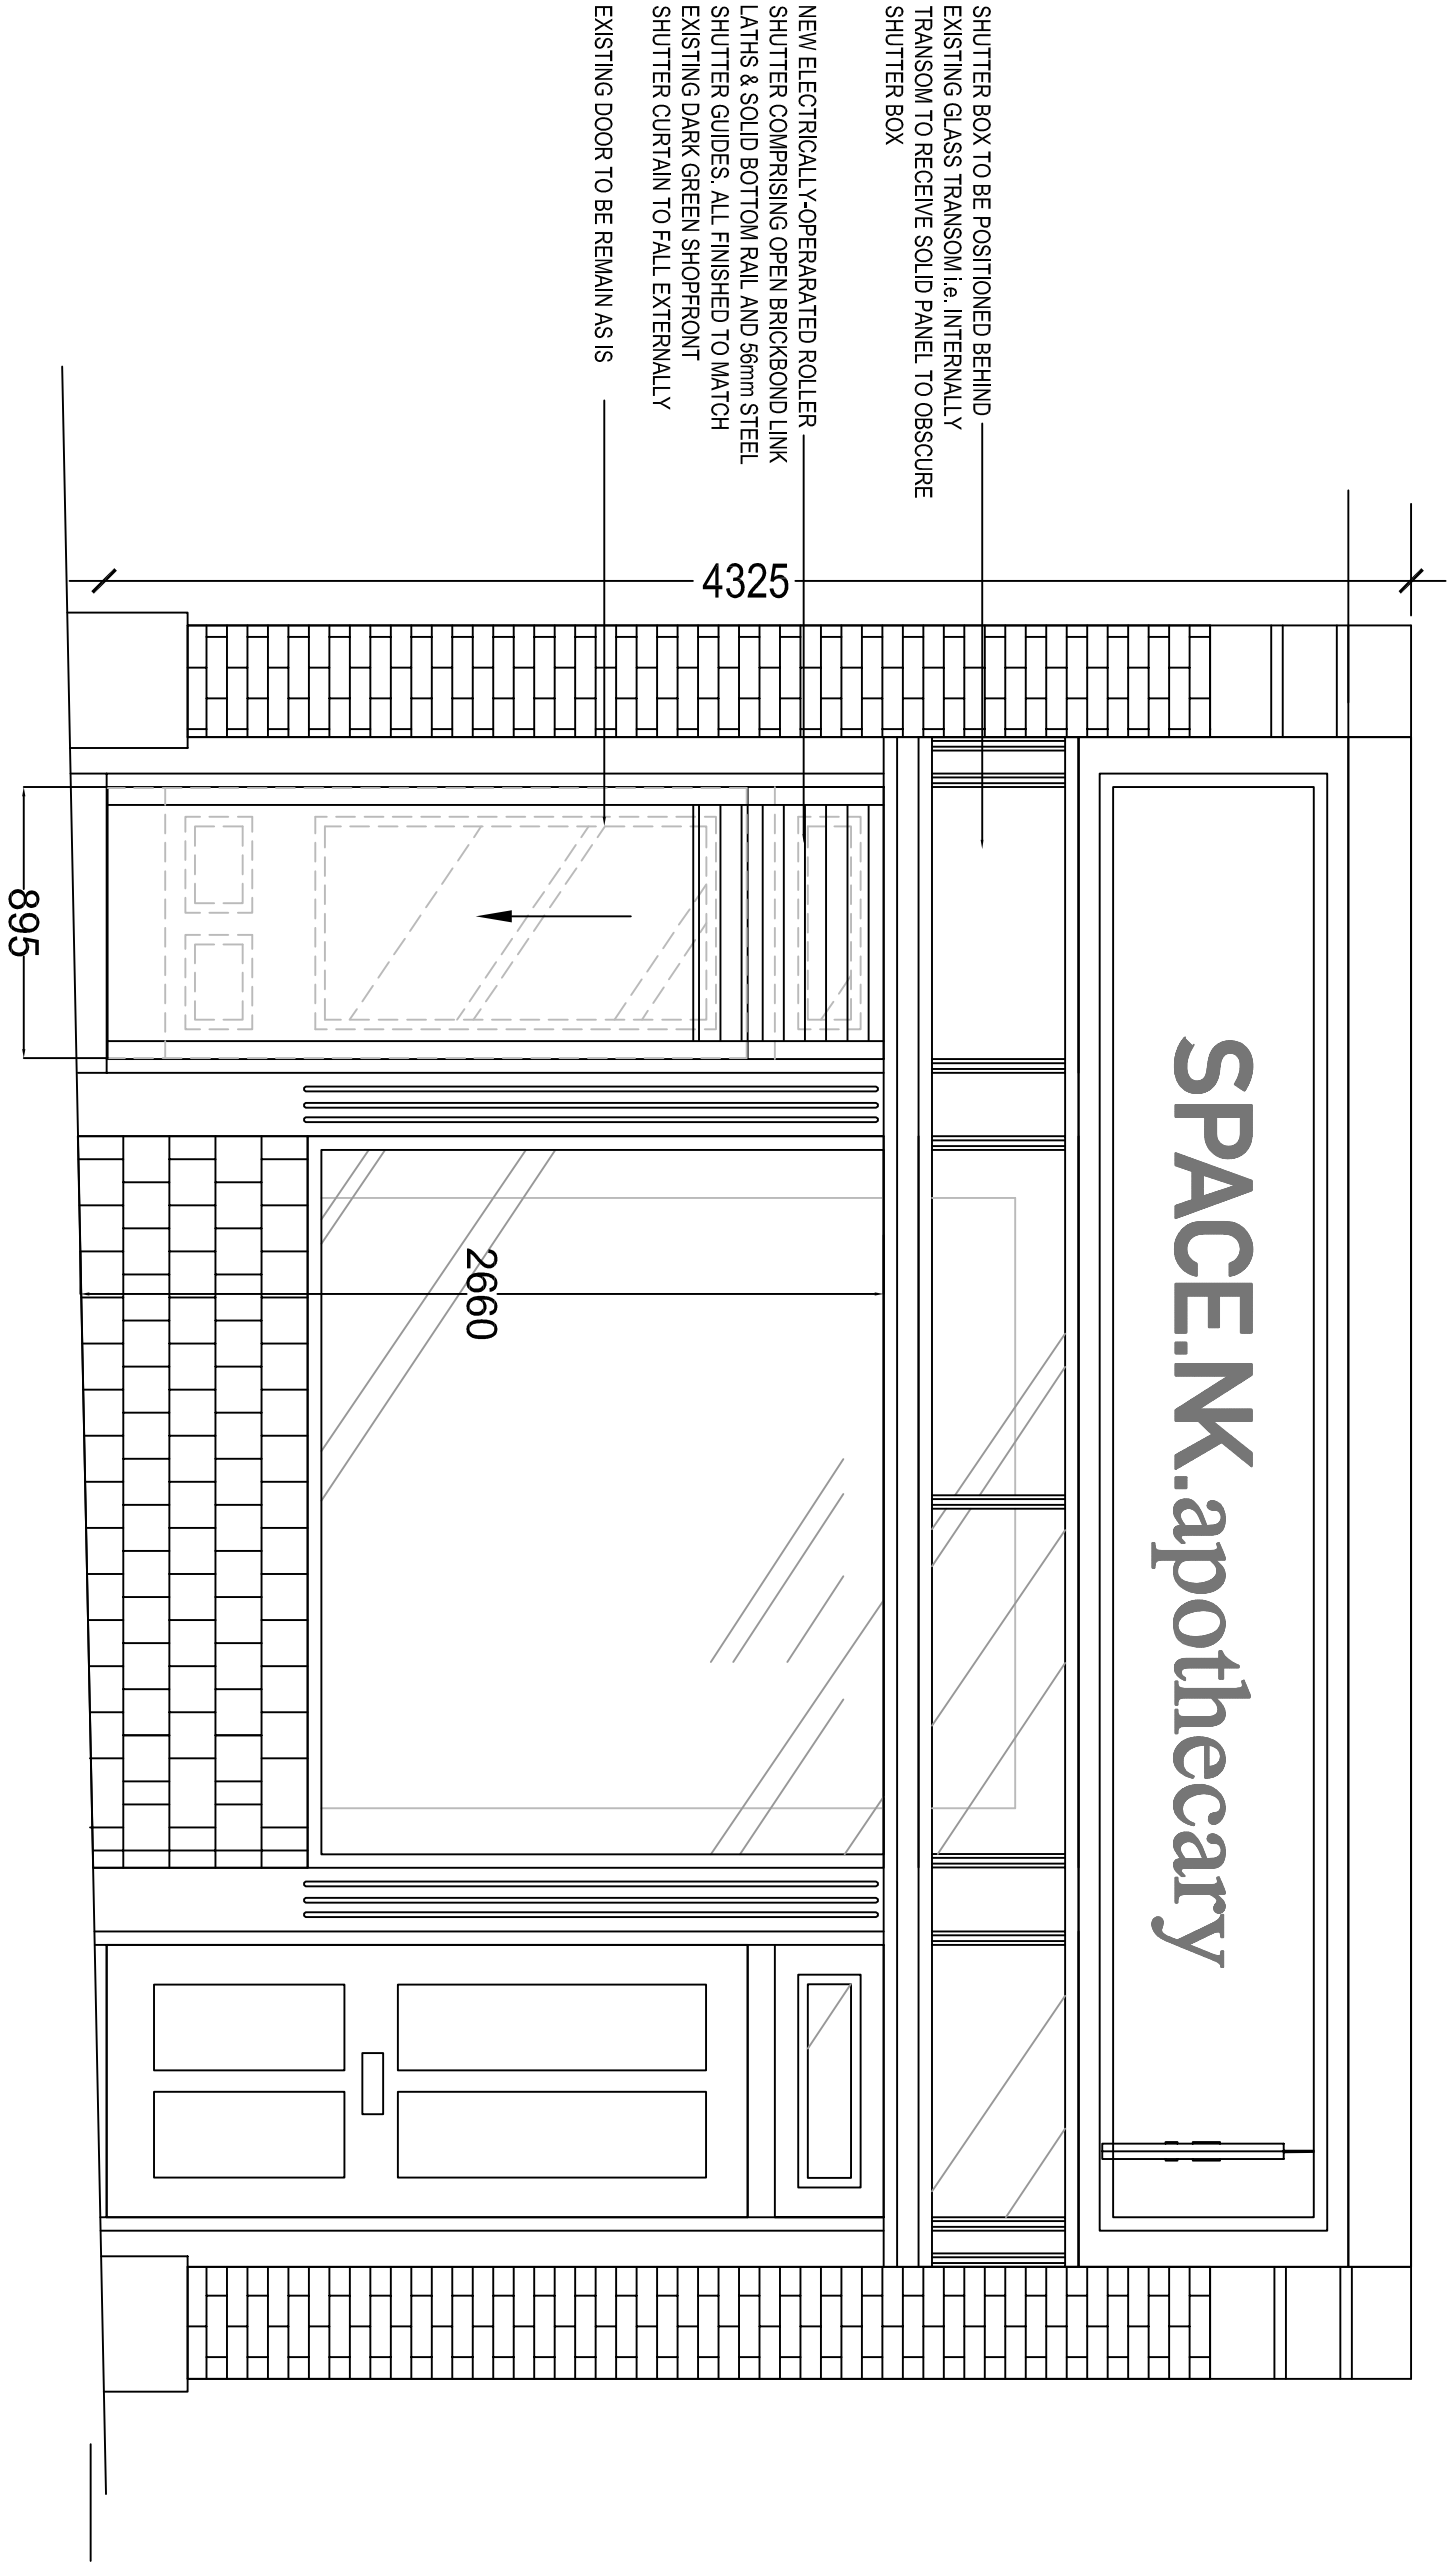 SHUTTER BOX TO BE POSITIONED BEHIND
EXISTING GLASS TRANSOM i.e. INTERNALLY
TRANSOM TO RECEIVE SOLID PANEL TO OBSCURE
SHUTTER BOX
NEW ELECTRICALLY-OPERARATED ROLLER
SHUTTER COMPRISING OPEN BRICKBOND LINK
LATHS & SOLID BOTTOM RAIL AND 56mm STEEL
SHUTTER GUIDES. ALL FINISHED TO MATCH
EXISTING DARK GREEN SHOPFRONT
SHUTTER CURTAIN TO FALL EXTERNALLY
EXISTING DOOR TO BE REMAIN AS IS
4325
SPACE.NK.apothecary
2660
895